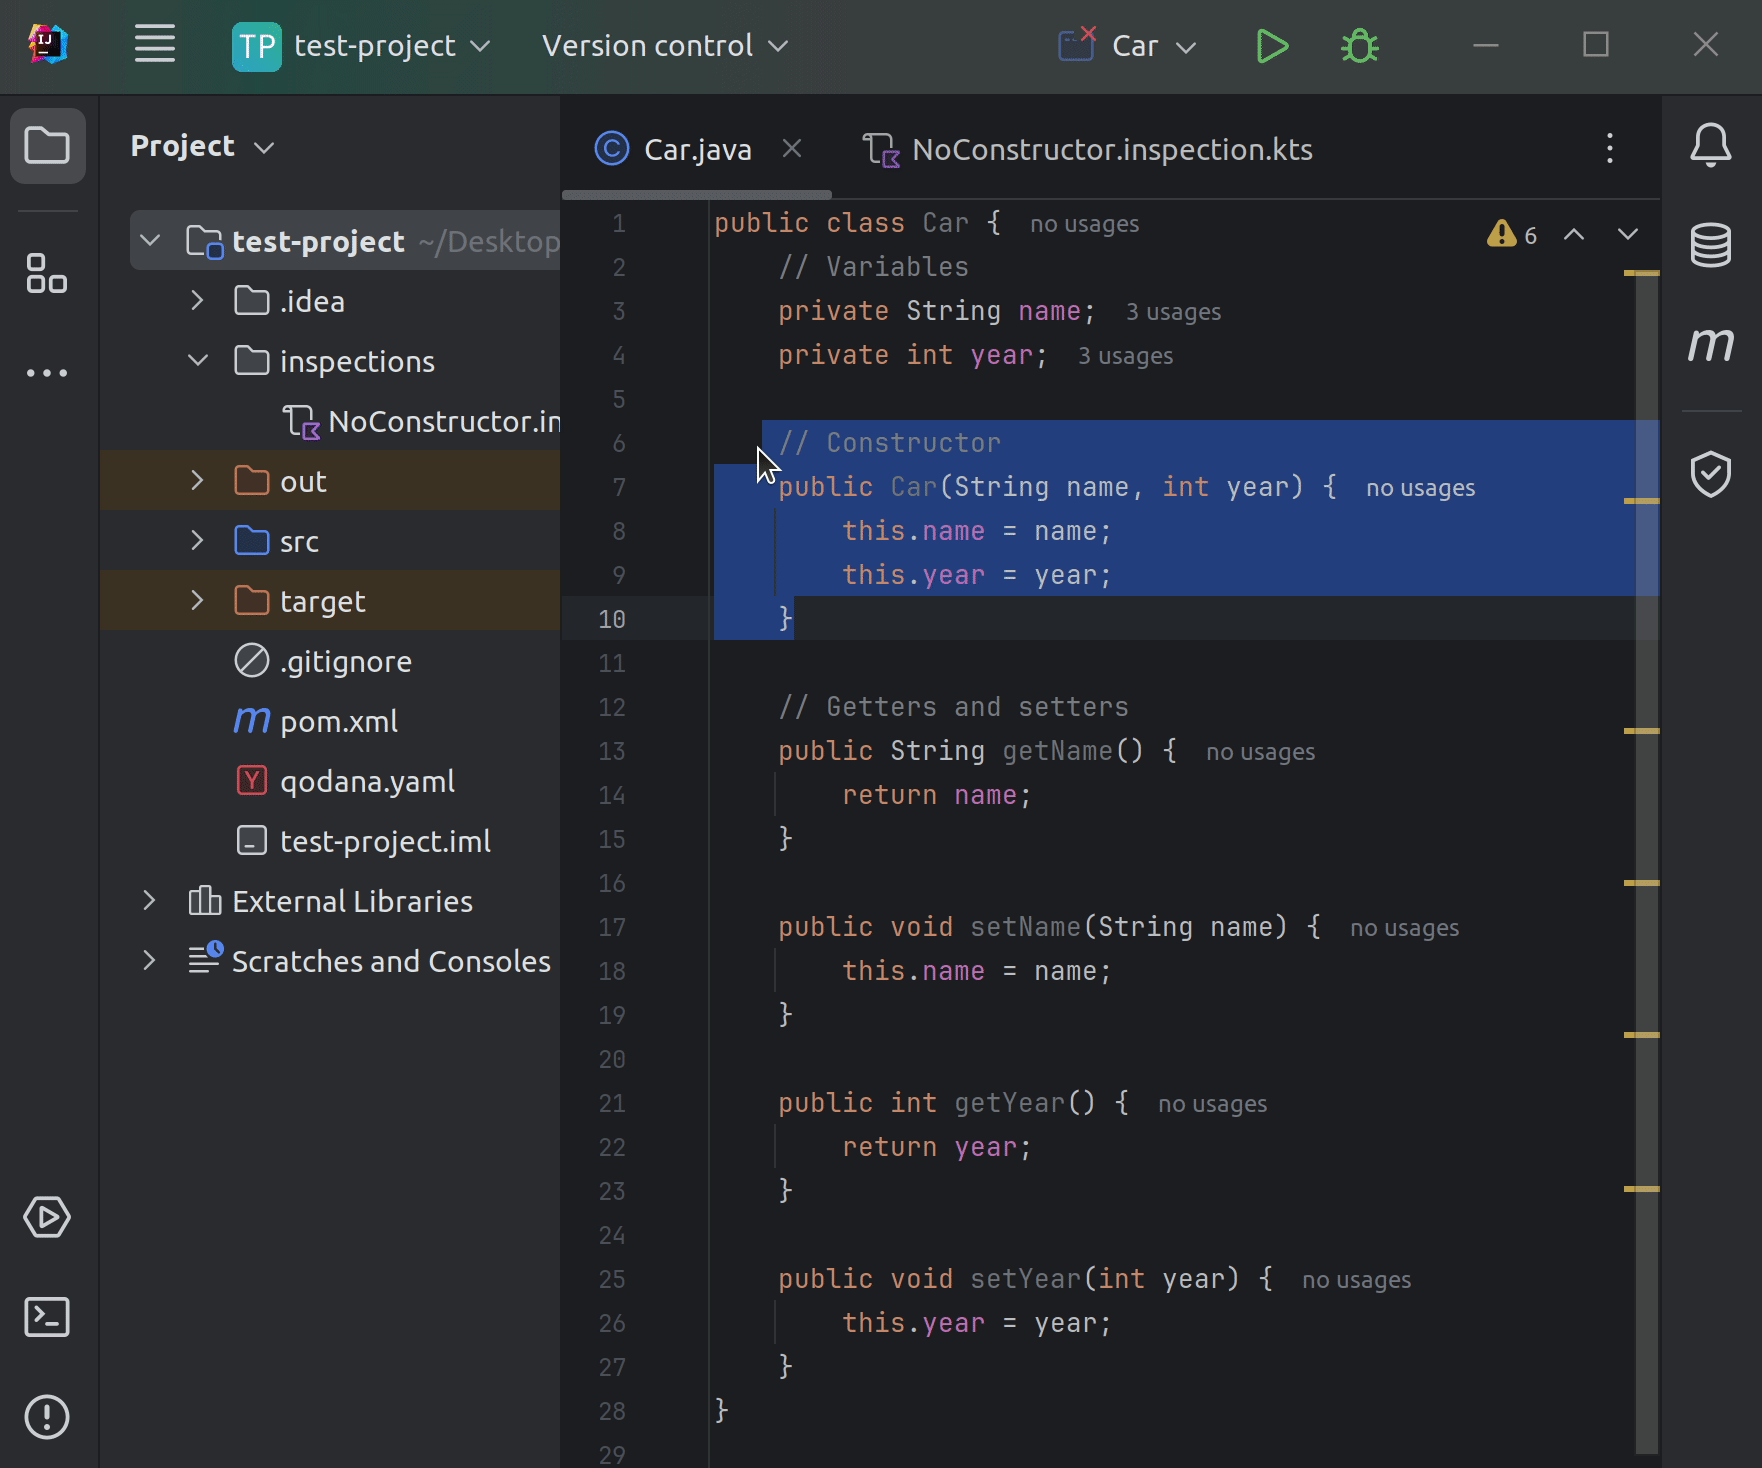 IJ
TP test-project Version control Car
Project
test-project ~/Desktop
.idea
inspections
NoConstructor.in
out
src
target
.gitignore
m pom.xml
Y qodana.yaml
test-project.iml
External Libraries
Scratches and Consoles
C Car.java NoConstructor.inspection.kts
6
1 public class Car { no usages
2 // Variables
3 private String name; 3 usages
4 private int year; 3 usages
5
6 // Constructor
7 public Car(String name, int year) { no usages
8 this.name = name;
9 this.year = year;
10 }
11
12 // Getters and setters
13 public String getName() { no usages
14 return name;
15 }
16
17 public void setName(String name) { no usages
18 this.name = name;
19 }
20
21 public int getYear() { no usages
22 return year;
23 }
24
25 public void setYear(int year) { no usages
26 this.year = year;
27 }
28 }
29
m